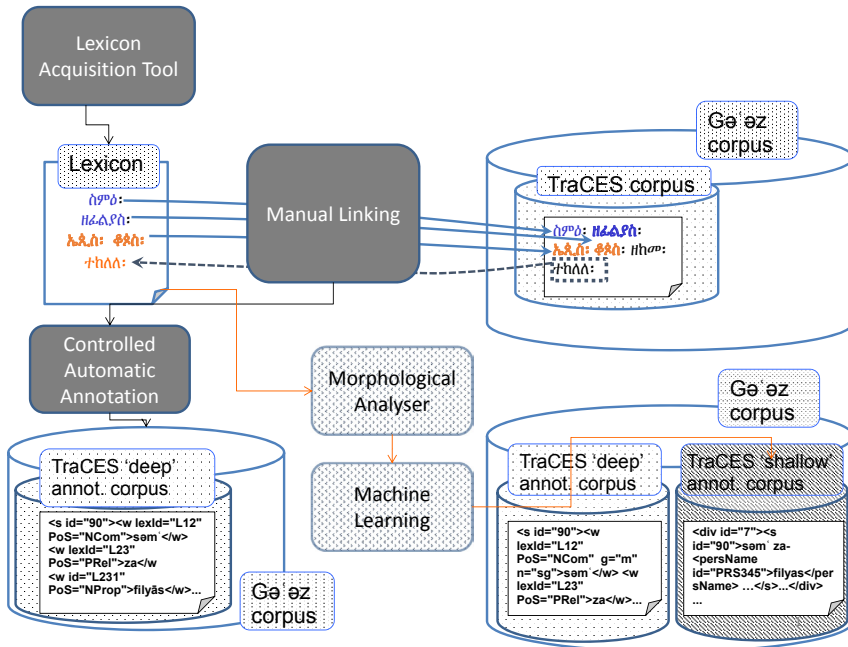 Lexicon
Acquisition Tool
Lexicon
ስምዕ፡
ዘፊልያስ፡
ኤጲስ፡ ቆጶስ፡
ተከለለ፡
Manual Linking
Gəʿəz
corpus
TraCES corpus
ስምዕ፡ ዘፊልያስ፡
ኤጲስ፡ ቆጶስ፡ ዘከመ፡
ተከለለ፡
Controlled
Automatic
Annotation
Morphological
Analyser
Machine
Learning
TraCES ‘deep’
annot. corpus
<s id="90"><w lexId="L12"
PoS="NCom">səmʿ</w>
<w lexId="L23"
PoS="PRel">za</w
<w id="L231"
PoS="NProp">filyās</w>...
Gəʿəz
corpus
Gəʿəz
corpus
TraCES ‘deep’
annot. corpus
<s id="90"><w
lexId="L12"
PoS="NCom" g="m"
n="sg">səmʿ</w> <w
lexId="L23"
PoS="PRel">za</w>...
TraCES ‘shallow’
annot. corpus
<div id="7"><s
id="90">səmʿ za-
<persName
id="PRS345">filyas</per
sName> …</s>...</div>
...